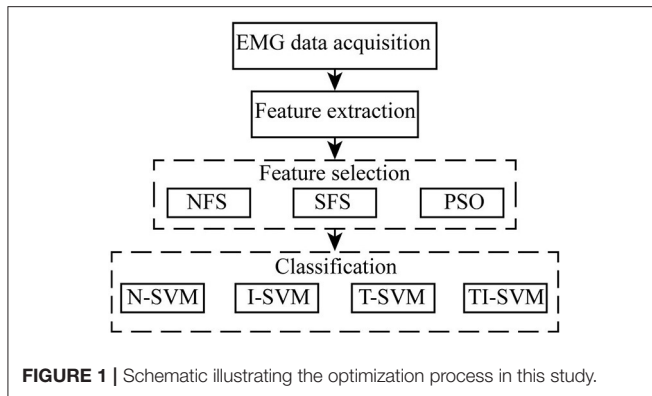 EMG data acquisition
Feature extraction
Feature selection
NFS SFS PSO
Classification
N-SVM I-SVM T-SVM TI-SVM
FIGURE 1 | Schematic illustrating the optimization process in this study.